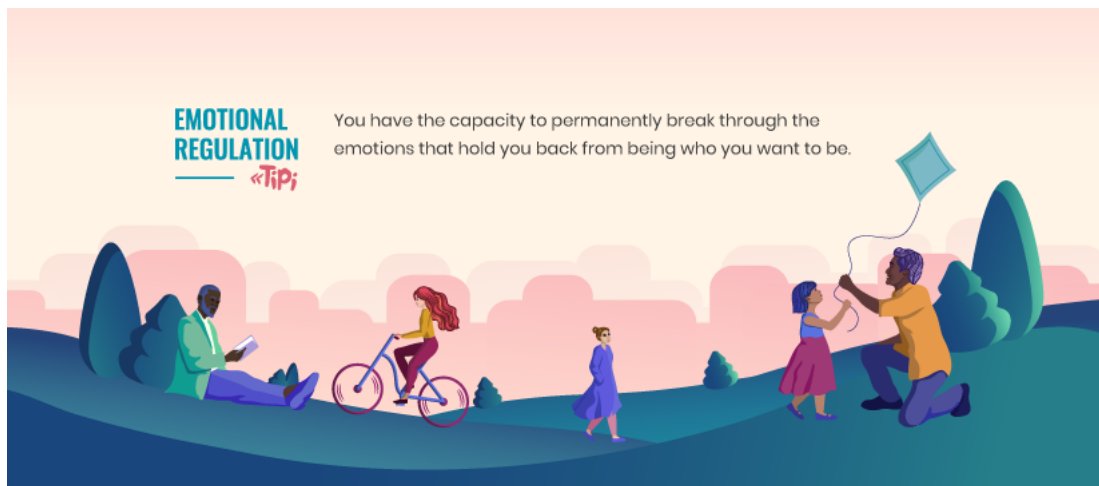 EMOTIONAL
REGULATION
«Tipi
You have the capacity to permanently break through the
emotions that hold you back from being who you want to be.